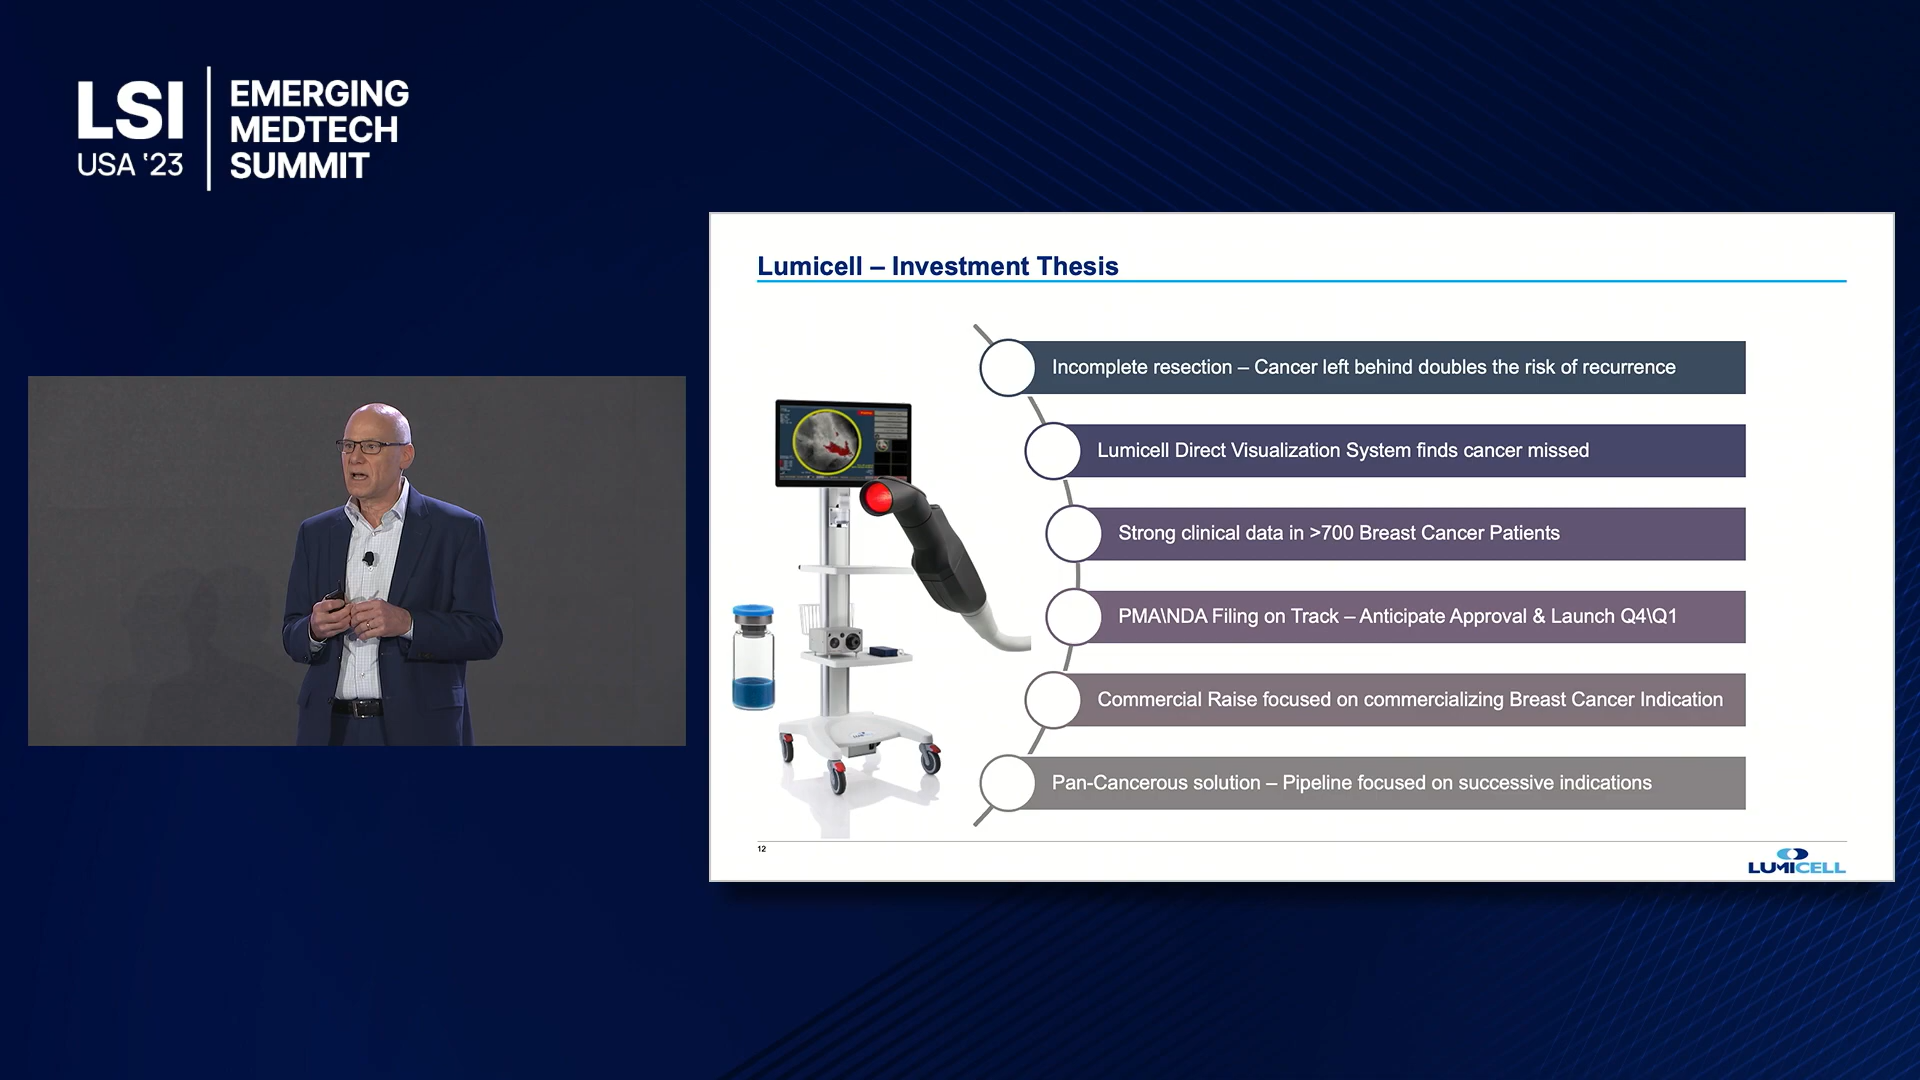 LSI
USA '23
EMERGING
MEDTECH
SUMMIT
Lumicell – Investment Thesis
Incomplete resection – Cancer left behind doubles the risk of recurrence
Lumicell Direct Visualization System finds cancer missed
Strong clinical data in >700 Breast Cancer Patients
PMA\NDA Filing on Track – Anticipate Approval & Launch Q4\Q1
Commercial Raise focused on commercializing Breast Cancer Indication
Pan-Cancerous solution – Pipeline focused on successive indications
12
LUMICELL